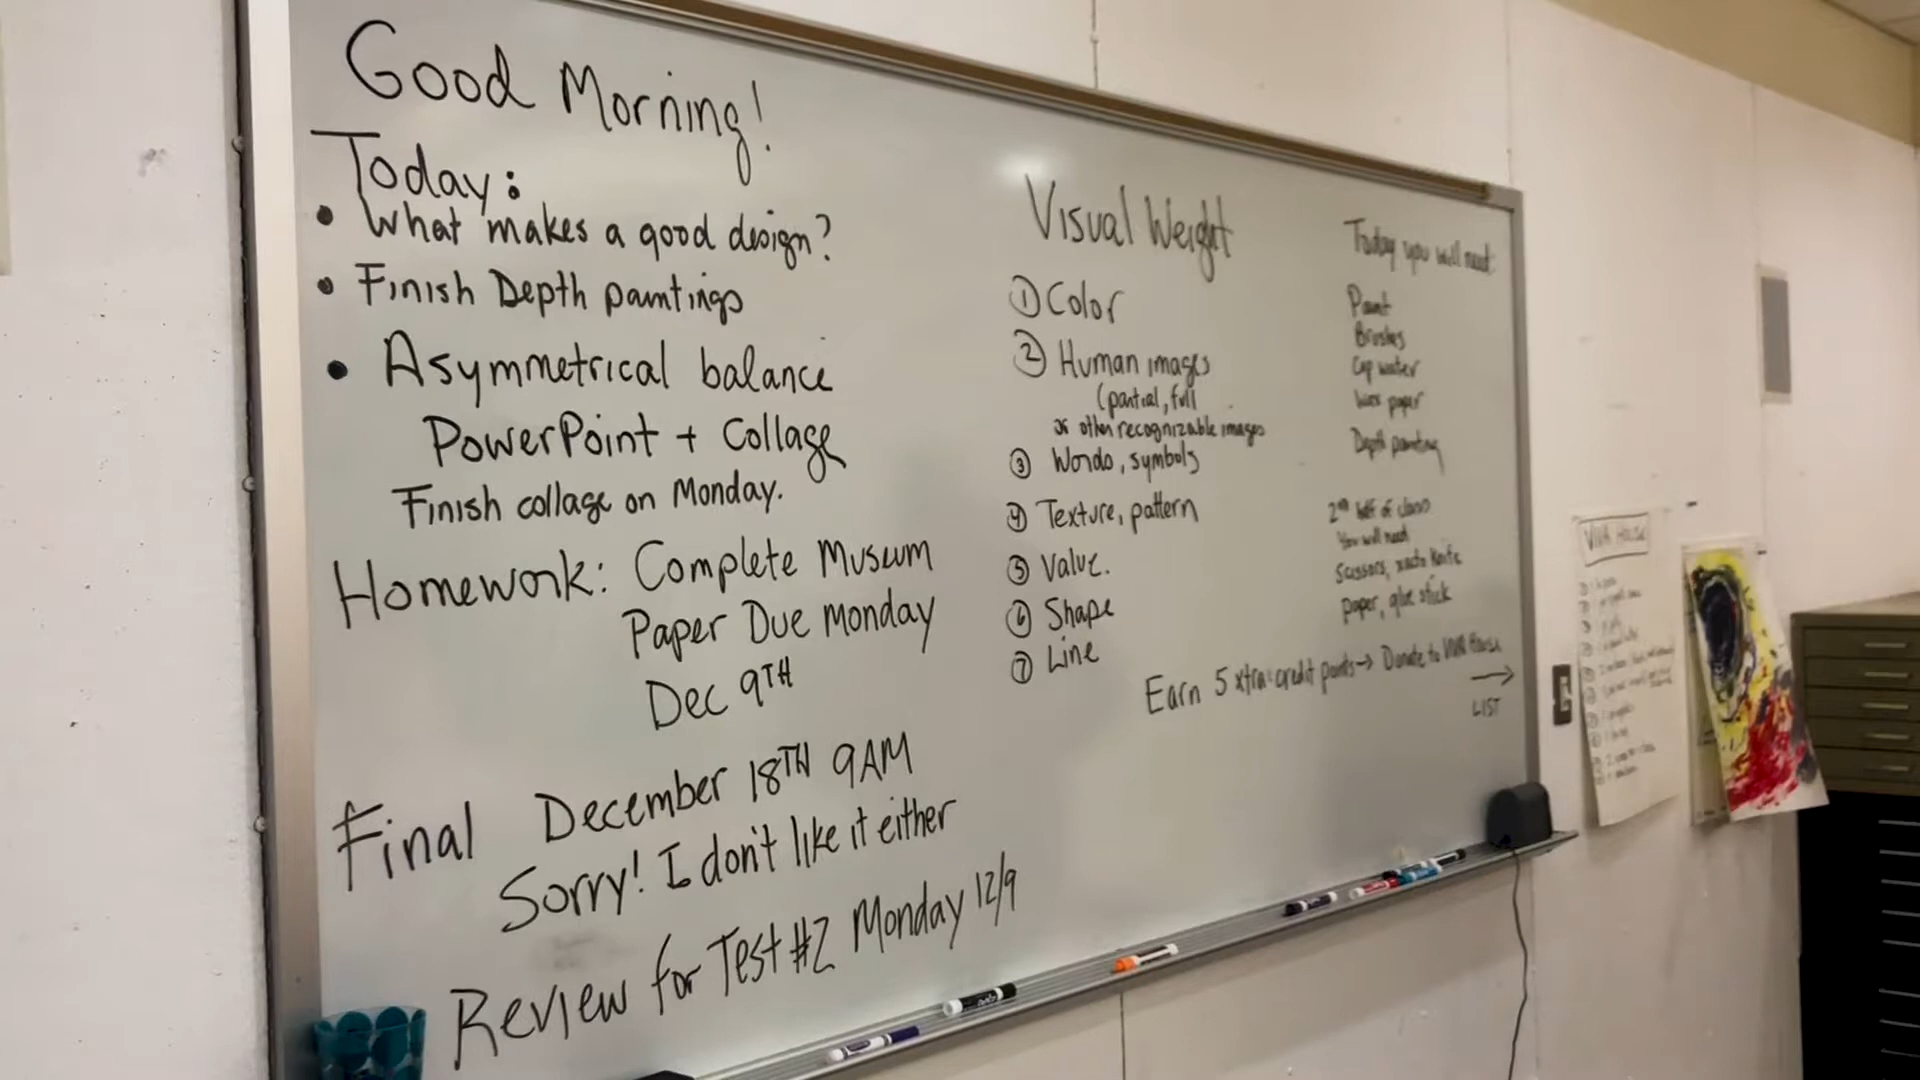 Good Morning!
Today:
• What makes a good design?
• Finish Depth paintings
• Asymmetrical balance
PowerPoint + Collage
Finish collage on Monday.
Homework: Complete Museum
Paper Due Monday
Dec 9TH
Final December 18TH 9AM
Sorry! I don't like it either
Review for Test #2 Monday 12/9
Visual Weight
① Color
② Human images
(partial, full
or other recognizable images
③ Words, symbols
④ Texture, pattern
⑤ Value.
⑥ Shape
⑦ Line
Today you will need:
Paint
Brushes
Cup water
Wax paper
Depth painting
2nd half of class
You will need
Scissors, xacto knife
paper, glue stick
Earn 5 xtra credit points → Donate to VIVA House
→
LIST
VIVA House